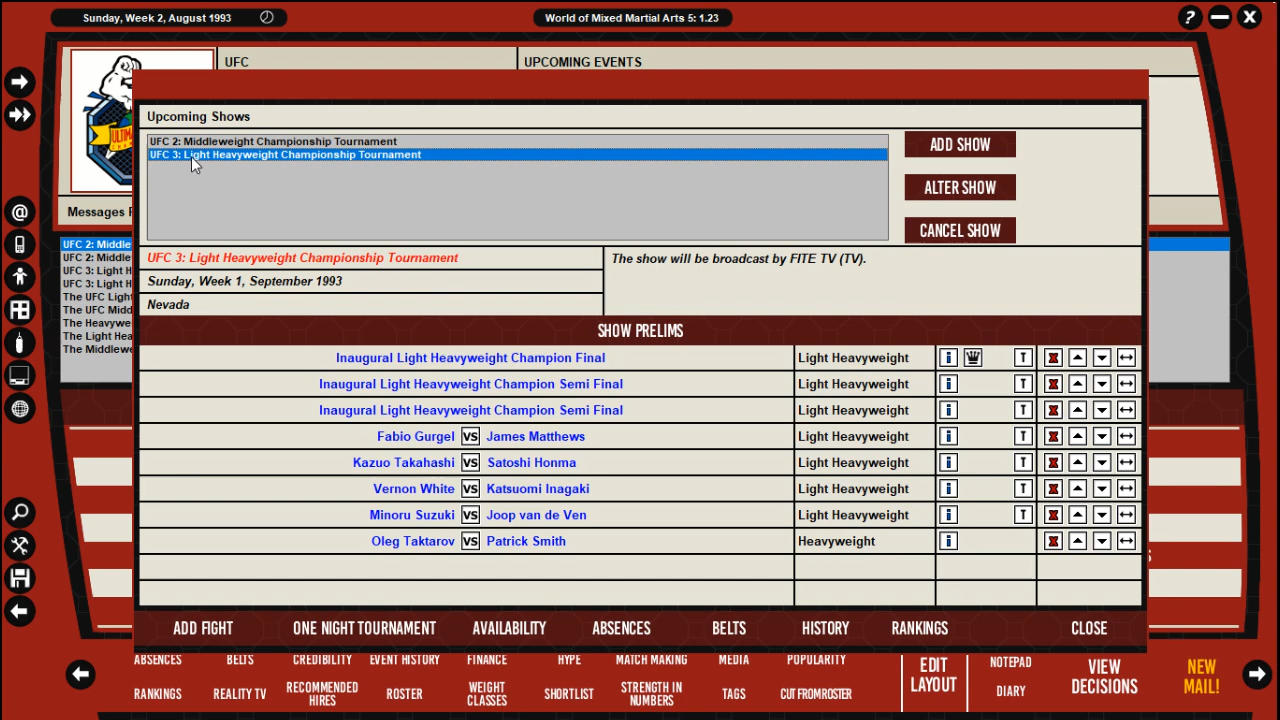 Sunday, Week 2, August 1993
World of Mixed Martial Arts 5: 1.23
?
X
UFC
UPCOMING EVENTS
Upcoming Shows
UFC 2: Middleweight Championship Tournament
UFC 3: Light Heavyweight Championship Tournament
ADD SHOW
ALTER SHOW
CANCEL SHOW
Messages
UFC 2: Middle
UFC 2: Middle
UFC 3: Light H
UFC 3: Light H
The UFC Light
The UFC Midd
The Heavywe
The Light Hea
The Middlewe
UFC 3: Light Heavyweight Championship Tournament
The show will be broadcast by FITE TV (TV).
Sunday, Week 1, September 1993
Nevada
SHOW PRELIMS
Inaugural Light Heavyweight Champion Final Light Heavyweight i T X
Inaugural Light Heavyweight Champion Semi Final Light Heavyweight i T X
Inaugural Light Heavyweight Champion Semi Final Light Heavyweight i T X
Fabio Gurgel VS James Matthews Light Heavyweight i T X
Kazuo Takahashi VS Satoshi Honma Light Heavyweight i T X
Vernon White VS Katsuomi Inagaki Light Heavyweight i T X
Minoru Suzuki VS Joop van de Ven Light Heavyweight i T X
Oleg Taktarov VS Patrick Smith Heavyweight i X
ADD FIGHT ONE NIGHT TOURNAMENT AVAILABILITY ABSENCES BELTS HISTORY RANKINGS CLOSE
ABSENCES BELTS CREDIBILITY EVENT HISTORY FINANCE HYPE MATCH MAKING MEDIA POPULARITY
RANKINGS REALITY TV RECOMMENDED HIRES ROSTER WEIGHT CLASSES SHORTLIST STRENGTH IN NUMBERS TAGS CUT FROM ROSTER
EDIT LAYOUT
NOTEPAD
DIARY
VIEW DECISIONS
NEW MAIL!